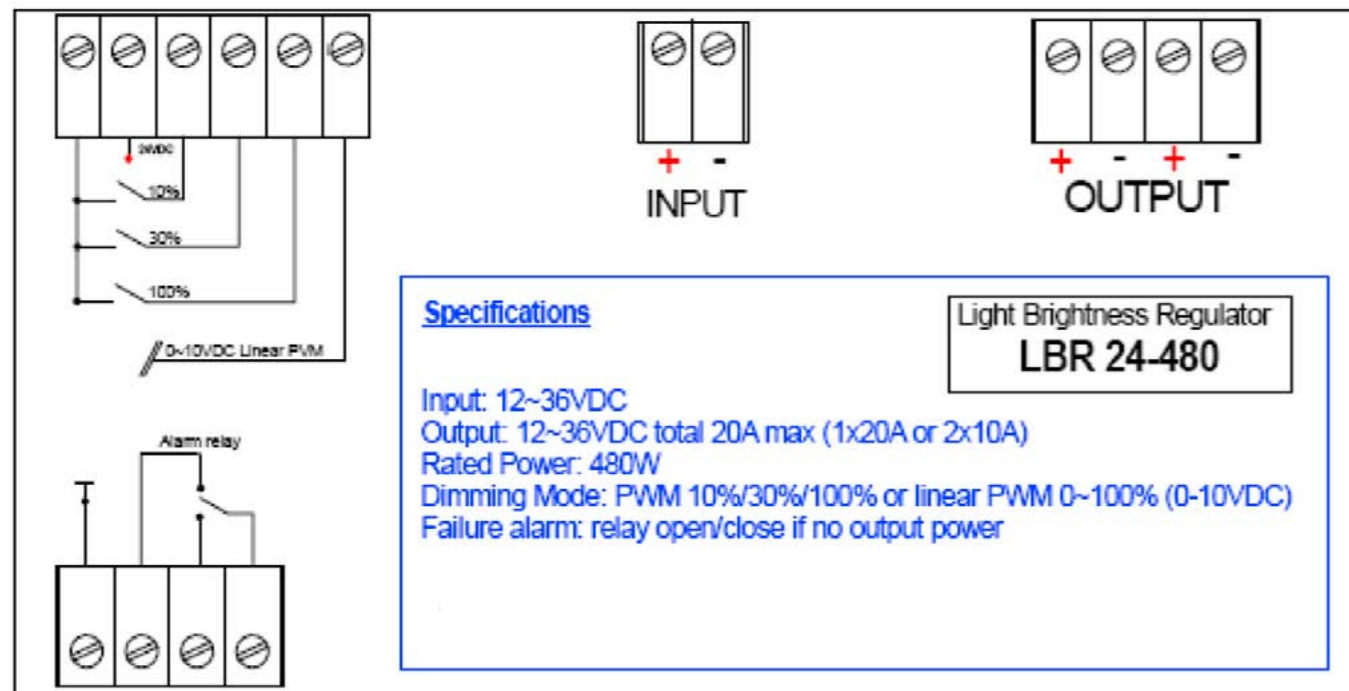 24VDC
10%
30%
100%
0~10VDC Linear PVM
+ -
INPUT
+ - + -
OUTPUT
Specifications
Light Brightness Regulator
LBR 24-480
Input: 12~36VDC
Output: 12~36VDC total 20A max (1x20A or 2x10A)
Rated Power: 480W
Dimming Mode: PWM 10%/30%/100% or linear PWM 0~100% (0-10VDC)
Failure alarm: relay open/close if no output power
Alarm relay